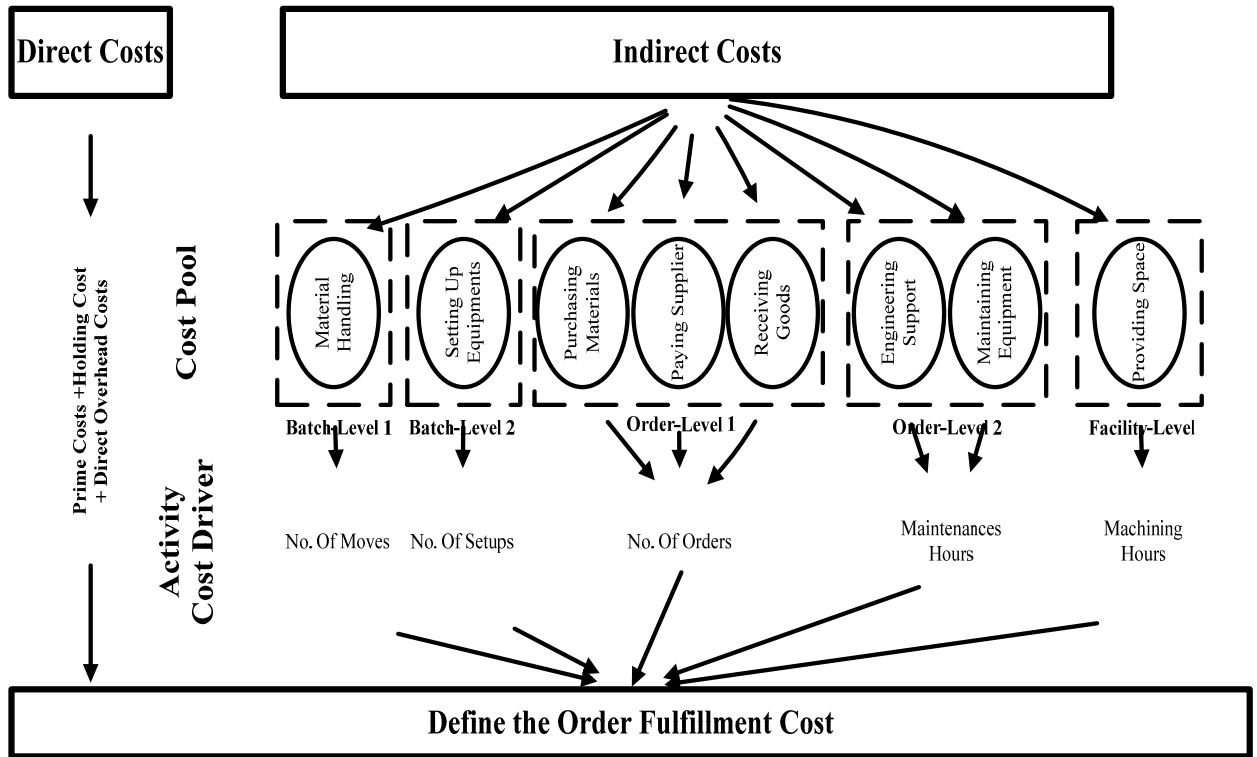 Direct Costs
Indirect Costs
Prime Costs +Holding Cost
+ Direct Overhead Costs
Cost Pool
Material
Handling
Setting Up
Equipments
Purchasing
Materials
Paying Supplier
Receiving
Goods
Engineering
Support
Maintaining
Equipment
Providing Space
Batch-Level 1
Batch-Level 2
Order-Level 1
Order-Level 2
Facility-Level
Activity
Cost Driver
No. Of Moves
No. Of Setups
No. Of Orders
Maintenances
Hours
Machining
Hours
Define the Order Fulfillment Cost